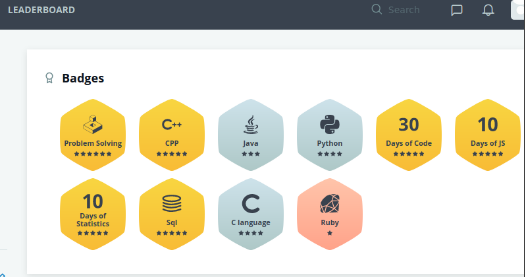 LEADERBOARD
Search
Badges
Problem Solving
C++
CPP
Java
Python
30
Days of Code
10
Days of JS
10
Days of
Statistics
Sql
C
C language
Ruby